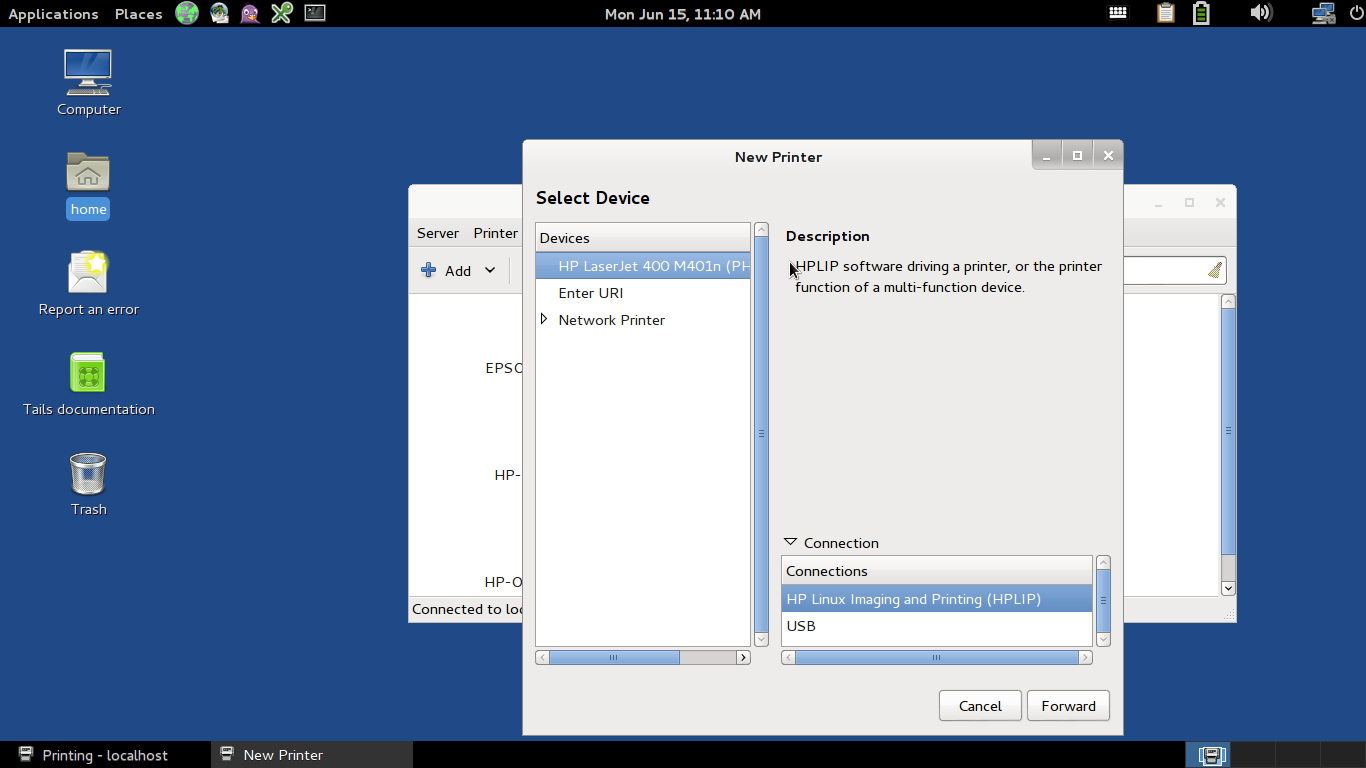 Applications Places Mon Jun 15, 11:10 AM
Computer
home
Report an error
Tails documentation
Trash
Server Printer
Add
EPSO
HP-
HP-O
Connected to loc
New Printer
Select Device
Devices
HP LaserJet 400 M401n (PH
Enter URI
Network Printer
Description
HPLIP software driving a printer, or the printer
function of a multi-function device.
Connection
Connections
HP Linux Imaging and Printing (HPLIP)
USB
Cancel Forward
Printing - localhost New Printer